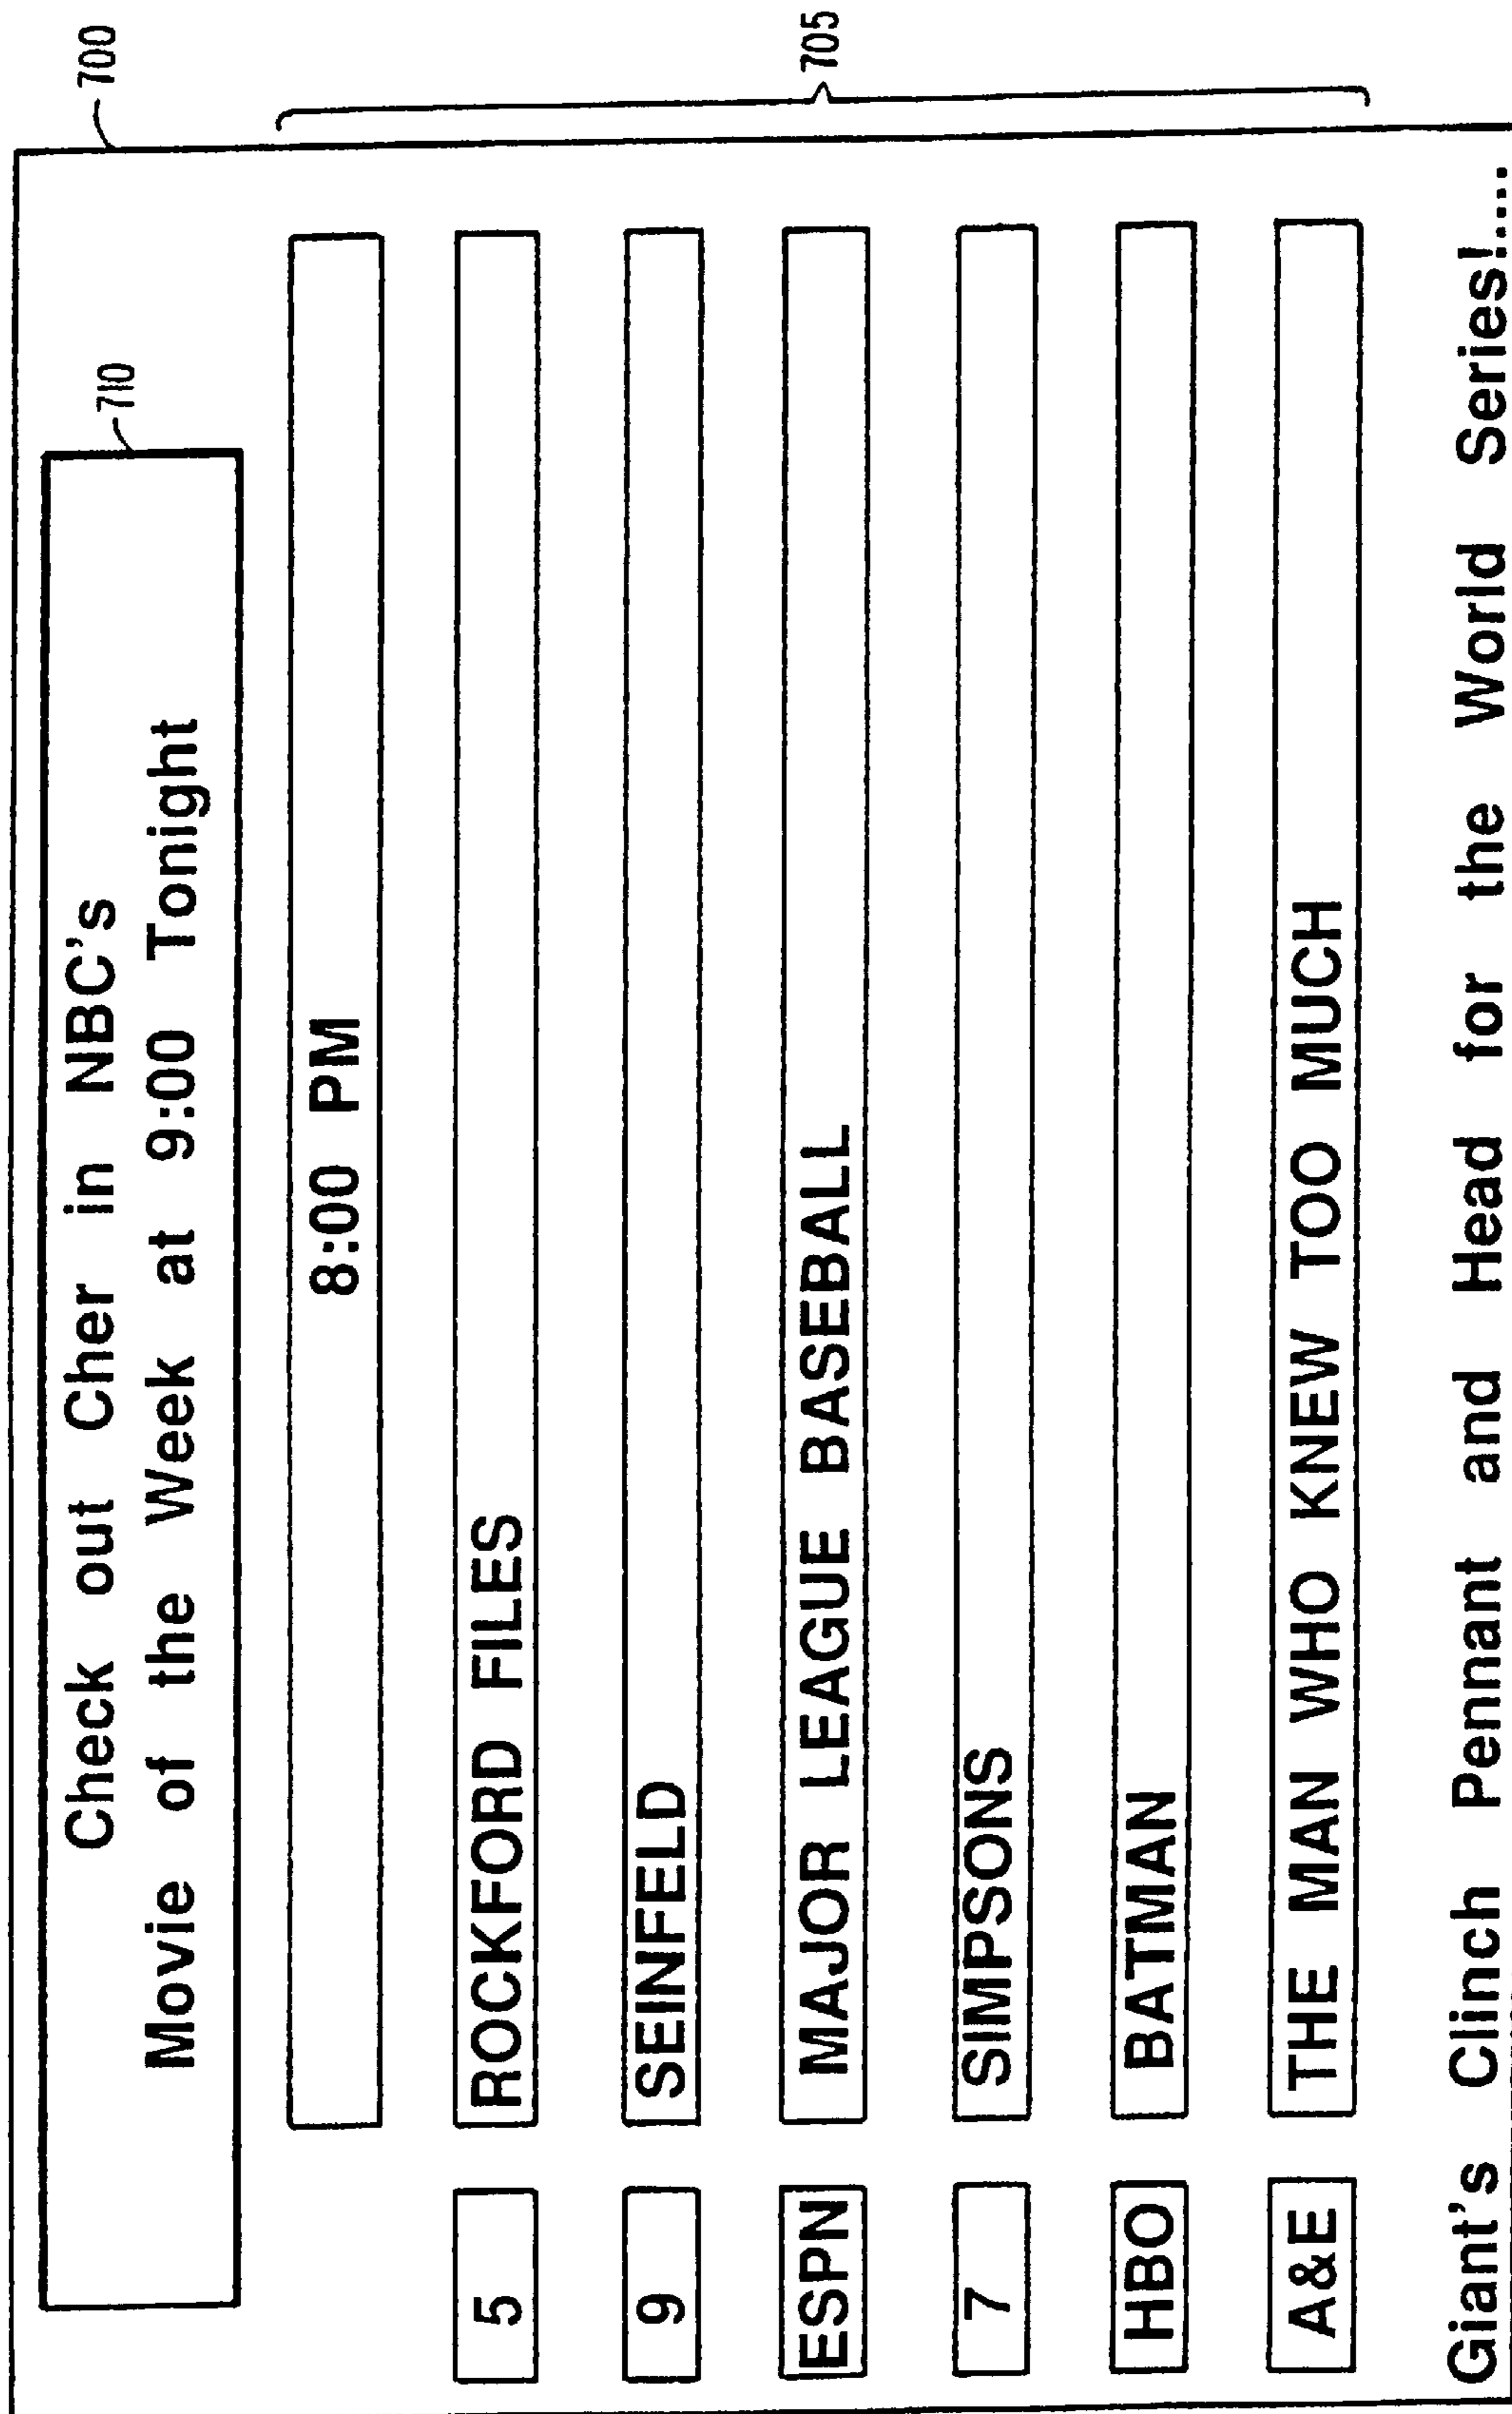 700
710
Check out Cher in NBC's
Movie of the Week at 9:00 Tonight
705
8:00 PM
5 ROCKFORD FILES
9 SEINFELD
ESPN MAJOR LEAGUE BASEBALL
7 SIMPSONS
HBO BATMAN
A&E THE MAN WHO KNEW TOO MUCH
Giant's Clinch Pennant and Head for the World Series!....